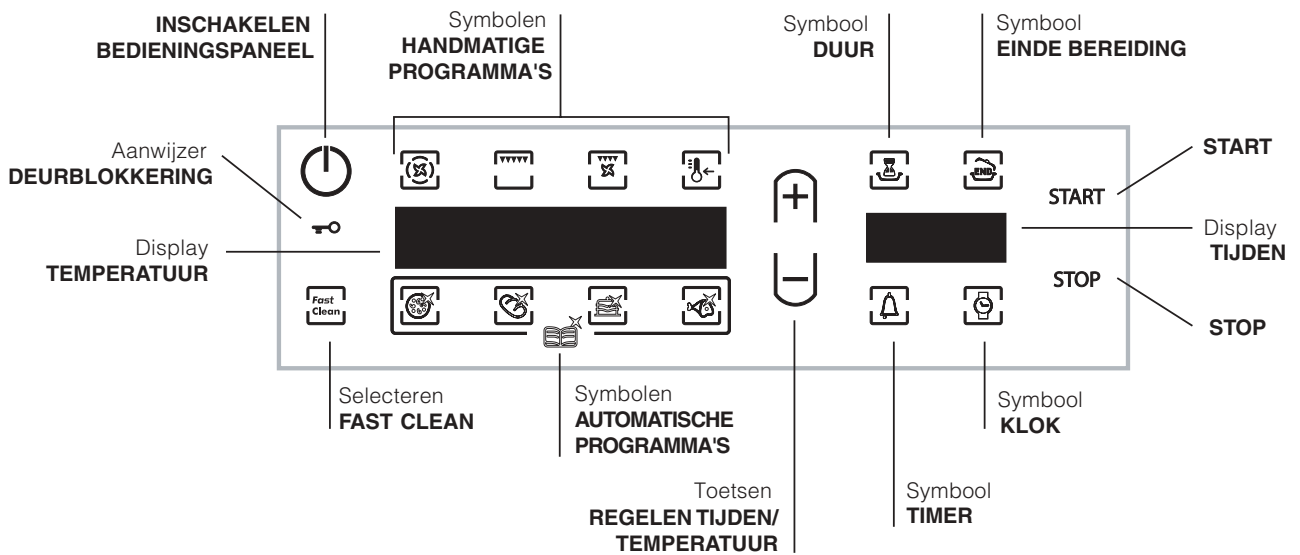 INSCHAKELEN
BEDIENINGSPANEEL
Symbolen
HANDMATIGE
PROGRAMMA'S
Symbool
DUUR
Symbool
EINDE BEREIDING
Aanwijzer
DEURBLOKKERING
START
END
START
Display
TEMPERATUUR
Display
TIJDEN
Fast
Clean
STOP
STOP
Selecteren
FAST CLEAN
Symbolen
AUTOMATISCHE
PROGRAMMA'S
Symbool
KLOK
Toetsen
REGELEN TIJDEN/
TEMPERATUUR
Symbool
TIMER